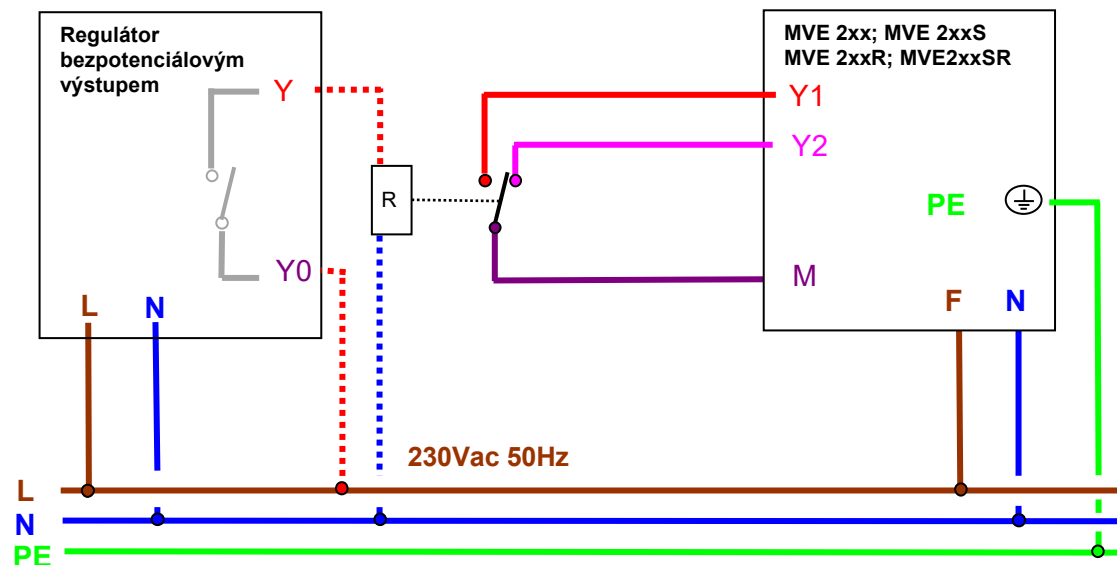 Regulátor
bezpotenciálovým
výstupem
Y
Y0
L
N
R
MVE 2xx; MVE 2xxS
MVE 2xxR; MVE2xxSR
Y1
Y2
PE
M
F
N
230Vac 50Hz
L
N
PE